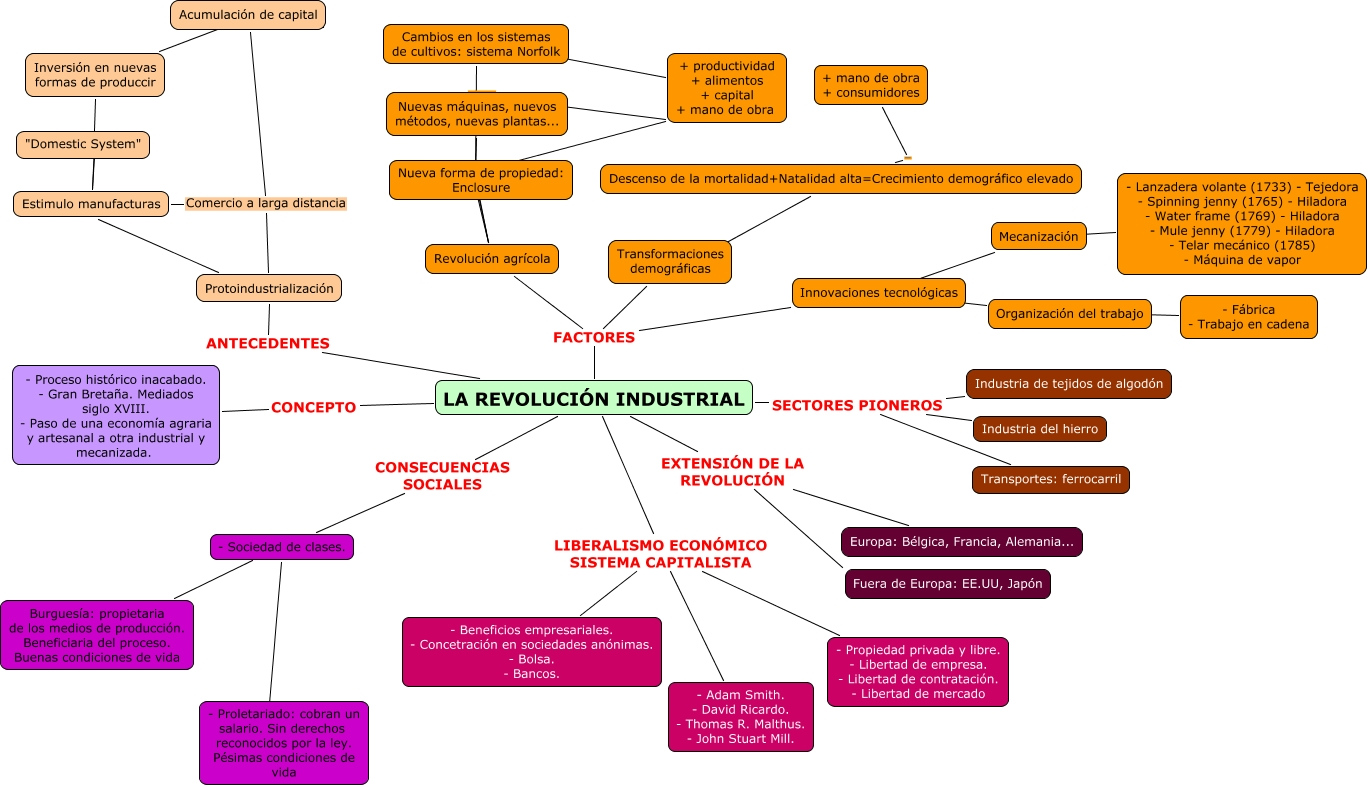 Acumulación de capital
Inversión en nuevas
formas de producir
"Domestic System"
Estimulo manufacturas
Comercio a larga distancia
Protoindustrialización
ANTECEDENTES
Cambios en los sistemas
de cultivos: sistema Norfolk
Nuevas máquinas, nuevos
métodos, nuevas plantas...
Nueva forma de propiedad:
Enclosure
Revolución agrícola
+ productividad
+ alimentos
+ capital
+ mano de obra
+ mano de obra
+ consumidores
Descenso de la mortalidad+Natalidad alta=Crecimiento demográfico elevado
Transformaciones
demográficas
Innovaciones tecnológicas
Mecanización
- Lanzadera volante (1733) - Tejedora
- Spinning jenny (1765) - Hiladora
- Water frame (1769) - Hiladora
- Mule jenny (1779) - Hiladora
- Telar mecánico (1785)
- Máquina de vapor
Organización del trabajo
- Fábrica
- Trabajo en cadena
FACTORES
- Proceso histórico inacabado.
- Gran Bretaña. Mediados
siglo XVIII.
- Paso de una economía agraria
y artesanal a otra industrial y
mecanizada.
CONCEPTO
LA REVOLUCIÓN INDUSTRIAL
SECTORES PIONEROS
Industria de tejidos de algodón
Industria del hierro
Transportes: ferrocarril
CONSECUENCIAS
SOCIALES
- Sociedad de clases.
Burguesía: propietaria
de los medios de producción.
Beneficiaria del proceso.
Buenas condiciones de vida
- Proletariado: cobran un
salario. Sin derechos
reconocidos por la ley.
Pésimas condiciones de
vida
EXTENSIÓN DE LA
REVOLUCIÓN
Europa: Bélgica, Francia, Alemania...
Fuera de Europa: EE.UU, Japón
LIBERALISMO ECONÓMICO
SISTEMA CAPITALISTA
- Beneficios empresariales.
- Concetración en sociedades anónimas.
- Bolsa.
- Bancos.
- Adam Smith.
- David Ricardo.
- Thomas R. Malthus.
- John Stuart Mill.
- Propiedad privada y libre.
- Libertad de empresa.
- Libertad de contratación.
- Libertad de mercado